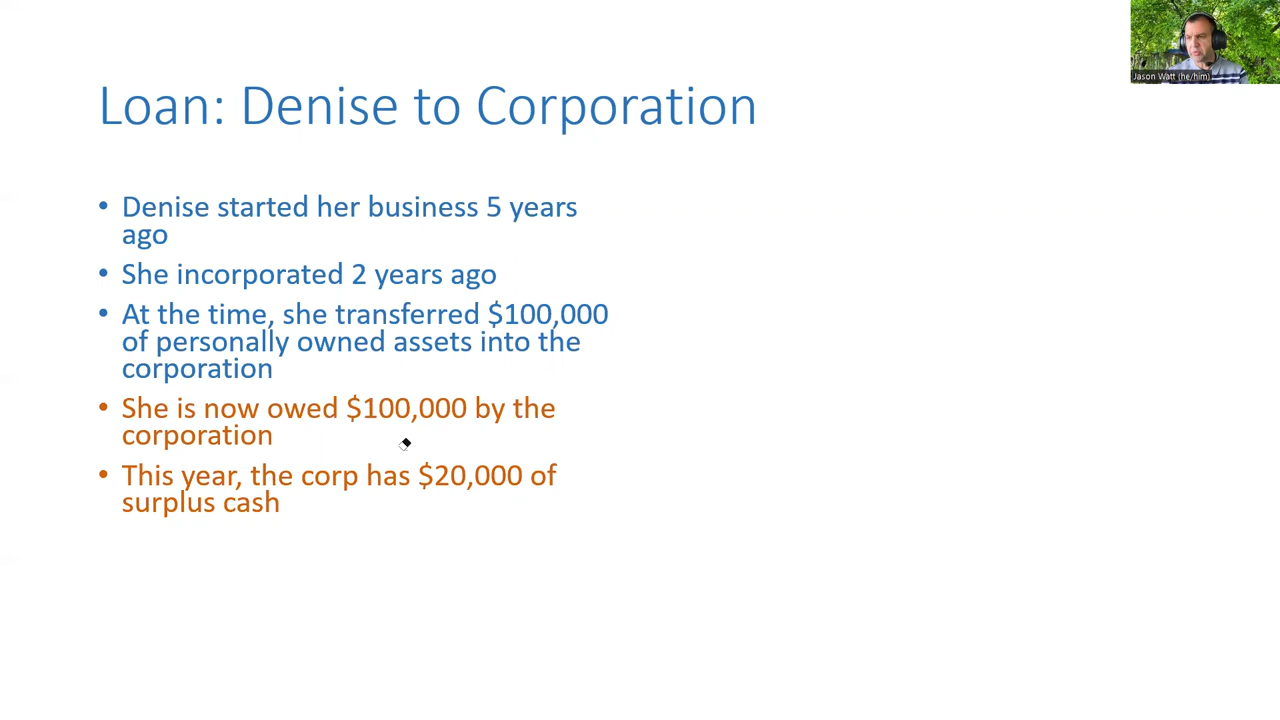 Jason Watt (he/him)
Loan: Denise to Corporation
• Denise started her business 5 years
ago
• She incorporated 2 years ago
• At the time, she transferred $100,000
of personally owned assets into the
corporation
• She is now owed $100,000 by the
corporation
• This year, the corp has $20,000 of
surplus cash